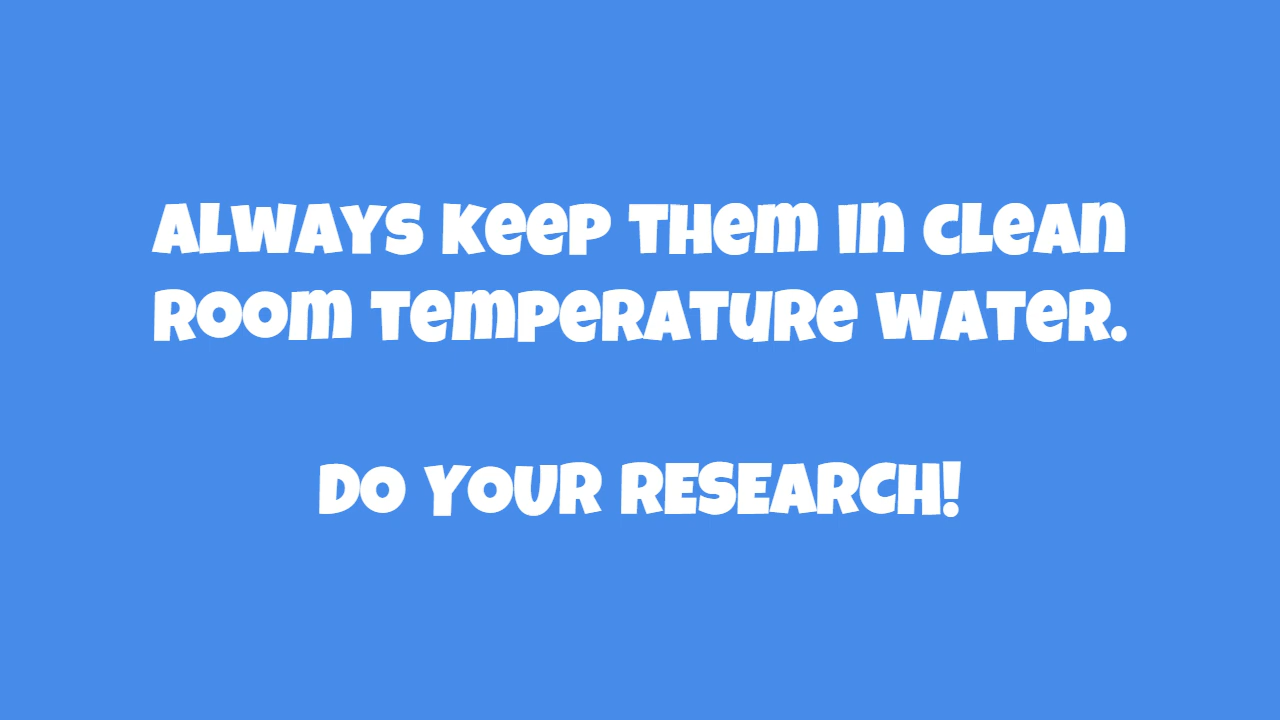 ALWAYS KEEP THEM IN CLEAN
ROOM TEMPERATURE WATER.
DO YOUR RESEARCH!